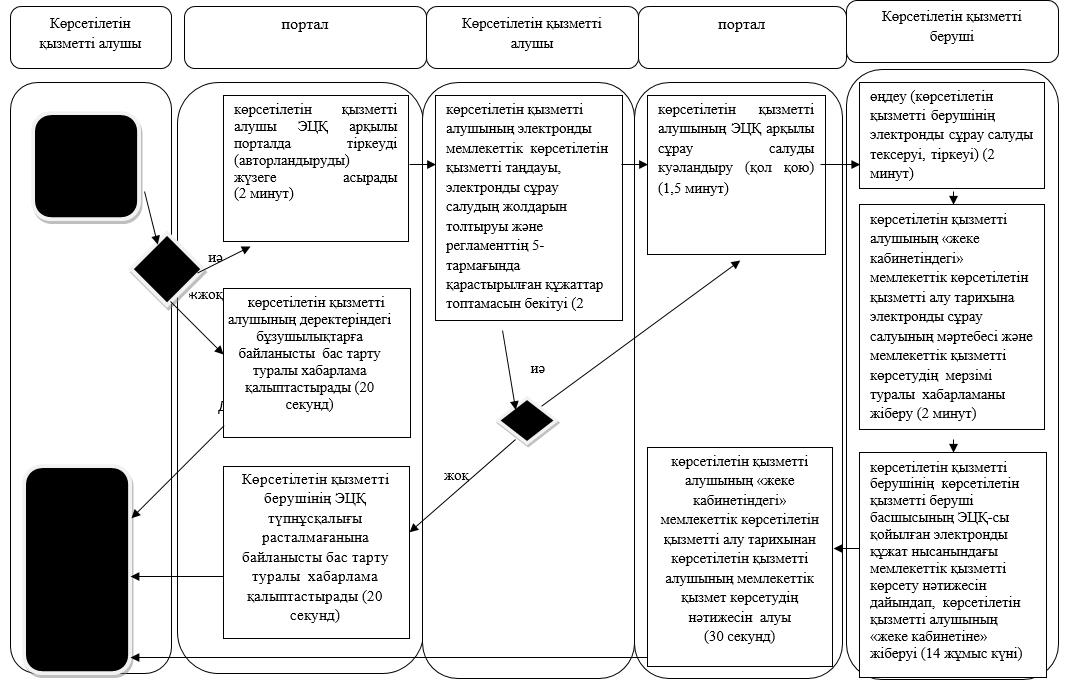 Көрсетілетін
қызметті алушы
портал
Көрсетілетін қызметті
алушы
портал
Көрсетілетін қызметті
беруші
көрсетілетін қызметті
алушы ЭЦҚ арқылы
порталда тіркеуді
(авторландыруды)
жүзеге асырады
(2 минут)
иә
жжоқ
көрсетілетін қызметті
алушының деректеріндегі
бұзушылықтарға
байланысты бас тарту
туралы хабарлама
қалыптастырады (20
секунд)
Көрсетілетін қызметті
берушінің ЭЦҚ
түпнұсқалығы
расталмағанына
байланысты бас тарту
туралы хабарлама
қалыптастырады (20
секунд)
көрсетілетін қызметті
алушының электронды
мемлекеттік көрсетілетін
қызметті таңдауы,
электронды сұрау
салудың жолдарын
толтыруы және
регламенттің 5-
тармағында
қарастырылған құжаттар
топтамасын бекітуі (2
иә
жоқ
көрсетілетін қызметті
алушының ЭЦҚ арқылы
сұрау салуды
куәландыру (қол қою)
(1,5 минут)
көрсетілетін қызметті
алушының «жеке
кабинетіндегі»
мемлекеттік көрсетілетін
қызметті алу тарихынан
көрсетілетін қызметті
алушының мемлекеттік
қызмет көрсетудің
нәтижесін алуы
(30 секунд)
өңдеу (көрсетілетін
қызметті берушінің
электронды сұрау салуды
тексеруі, тіркеуі) (2
минут)
көрсетілетін қызметті
алушының «жеке
кабинетіндегі»
мемлекеттік көрсетілетін
қызметті алу тарихына
электронды сұрау
салуының мәртебесі және
мемлекеттік қызметті
көрсетудің мерзімі
туралы хабарламаны
жіберу (2 минут)
көрсетілетін қызметті
берушінің көрсетілетін
қызметті беруші
басшысының ЭЦҚ-сы
қойылған электронды
құжат нысанындағы
мемлекеттік қызметті
көрсету нәтижесін
дайындап, көрсетілетін
қызметті алушының
«жеке кабинетіне»
жіберуі (14 жұмыс күні)